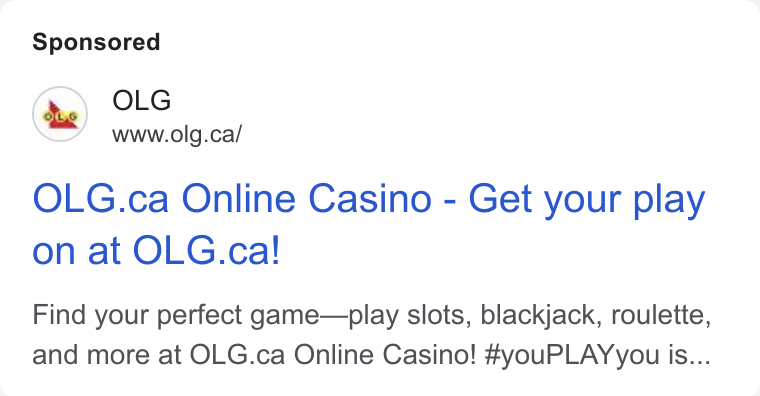 Sponsored
OLG
OLG
www.olg.ca/
OLG.ca Online Casino - Get your play
on at OLG.ca!
Find your perfect game—play slots, blackjack, roulette,
and more at OLG.ca Online Casino! #youPLAYyou is...